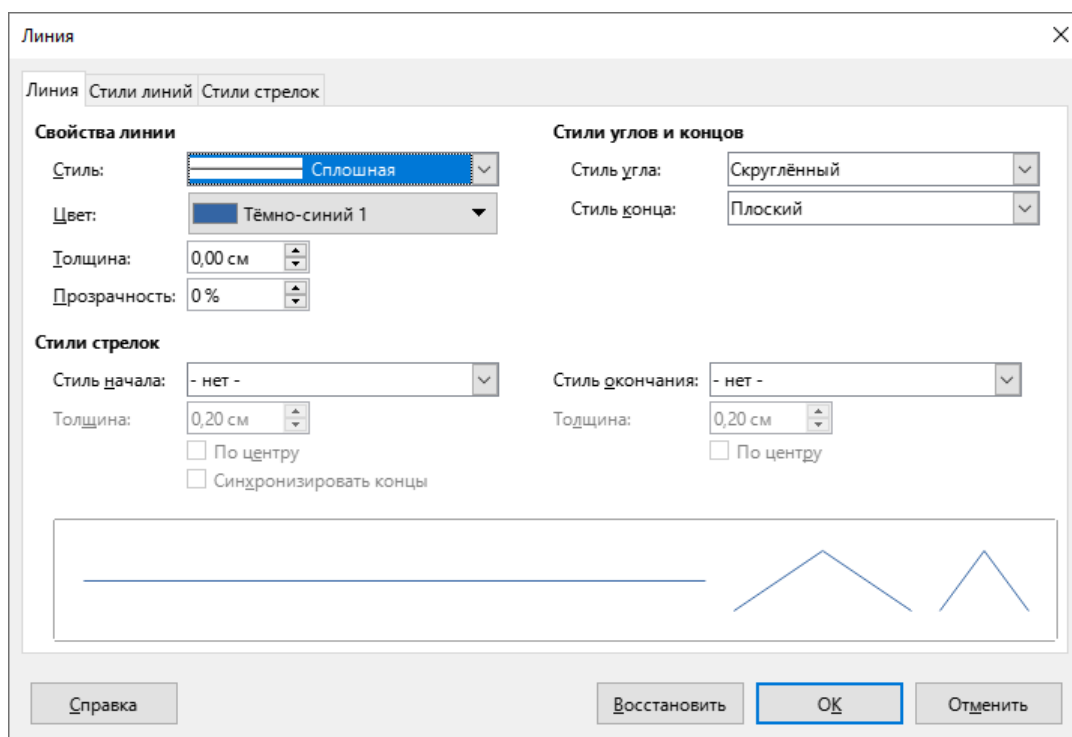 Линия
Линия Стили линий Стили стрелок
Свойства линии
Стиль: Сплошная
Цвет: Тёмно-синий 1
Толщина: 0,00 см
Прозрачность: 0 %
Стили углов и концов
Стиль угла: Скруглённый
Стиль конца: Плоский
Стили стрелок
Стиль начала: - нет -
Толщина: 0,20 см
По центру
Синхронизировать концы
Стиль окончания: - нет -
Толщина: 0,20 см
По центру
Справка Восстановить OK Отменить